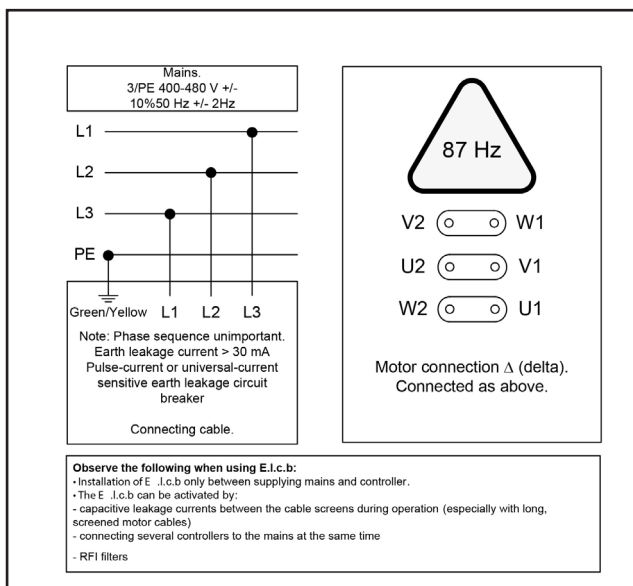 Mains.
3/PE 400-480 V +/-
10%50 Hz +/- 2Hz
L1
L2
L3
PE
Green/Yellow L1 L2 L3
Note: Phase sequence unimportant.
Earth leakage current > 30 mA
Pulse-current or universal-current
sensitive earth leakage circuit
breaker
Connecting cable.
87 Hz
V2 W1
U2 V1
W2 U1
Motor connection Δ (delta).
Connected as above.
Observe the following when using E.l.c.b:
• Installation of E .l.c.b only between supplying mains and controller.
• The E .l.c.b can be activated by:
- capacitive leakage currents between the cable screens during operation (especially with long,
screened motor cables)
- connecting several controllers to the mains at the same time
- RFI filters